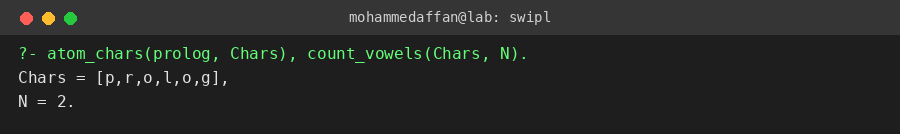 mohammedaffan@lab: swipl
?- atom_chars(prolog, Chars), count_vowels(Chars, N).
Chars = [p,r,o,l,o,g],
N = 2.